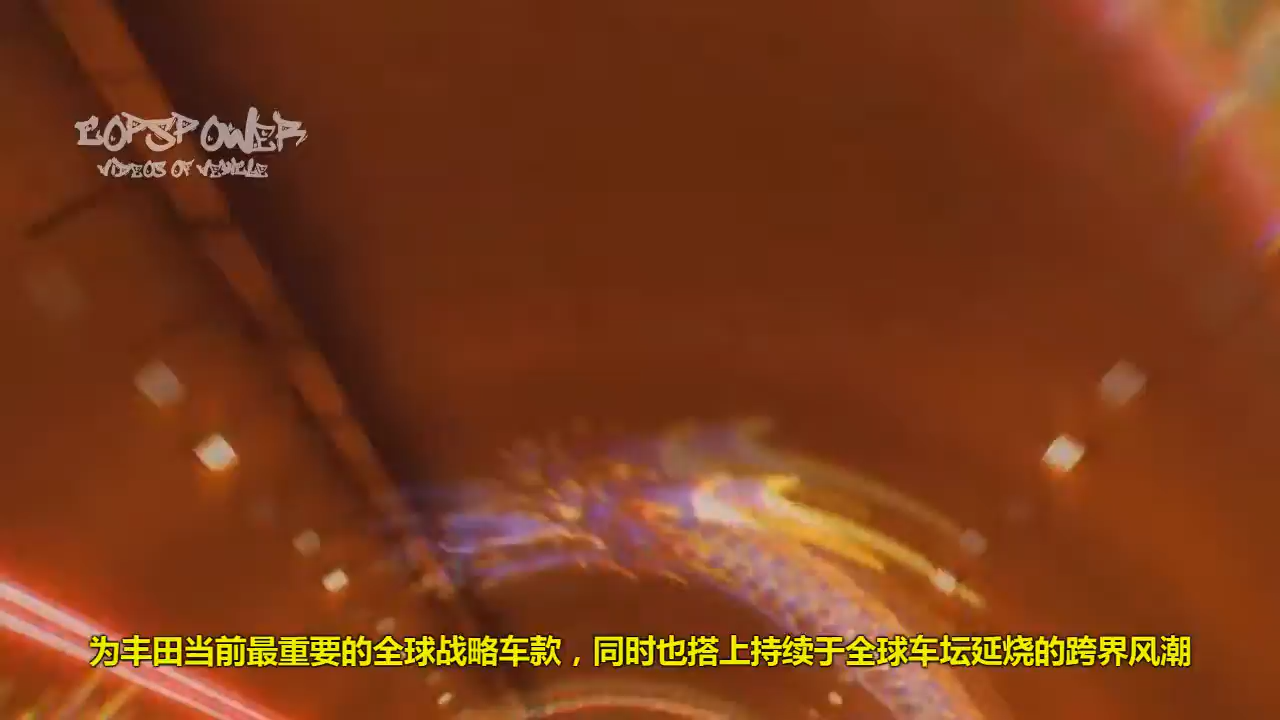 EOPSPOWER
VIDEOS OF VEHICLE
为丰田当前最重要的全球战略车款，同时也搭上持续于全球车坛延烧的跨界风潮